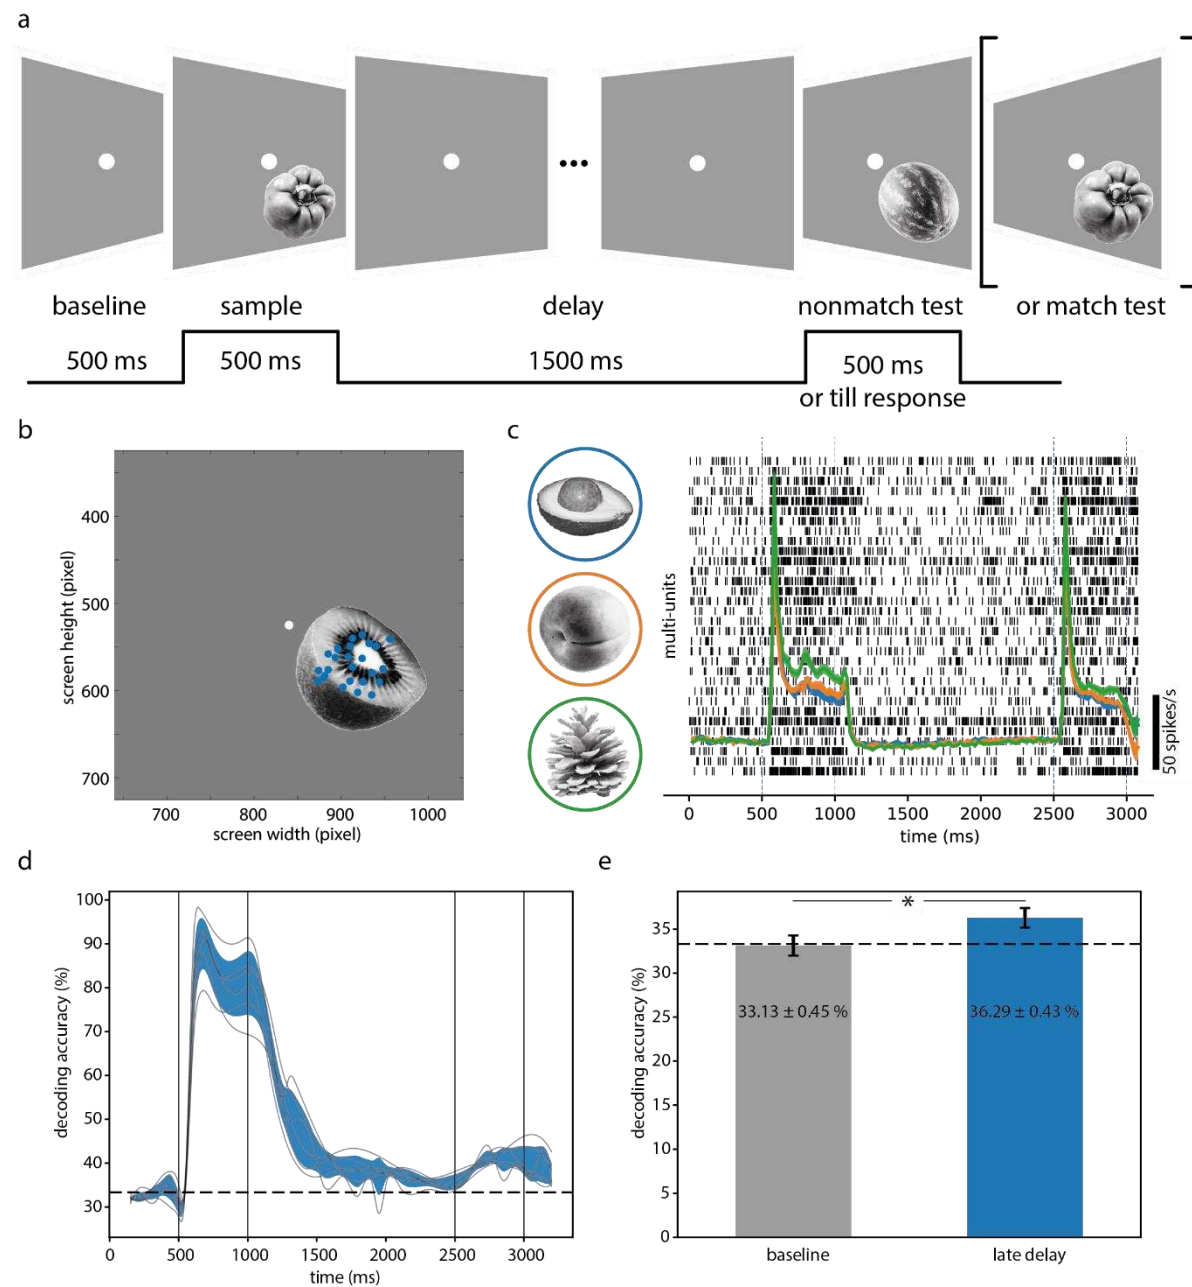 a
baseline
sample
delay
nonmatch test
or match test
500 ms
500 ms
1500 ms
500 ms
or till response
b
400
500
600
700
screen height (pixel)
700
800
900
1000
screen width (pixel)
c
multi-units
50 spikes/s
0
500
1000
1500
2000
2500
3000
time (ms)
d
100
90
80
70
60
50
40
30
decoding accuracy (%)
0
500
1000
1500
2000
2500
3000
time (ms)
e
*
35
33
25
22
15
12
5
0
decoding accuracy (%)
33.13 ± 0.45 %
36.29 ± 0.43 %
baseline
late delay